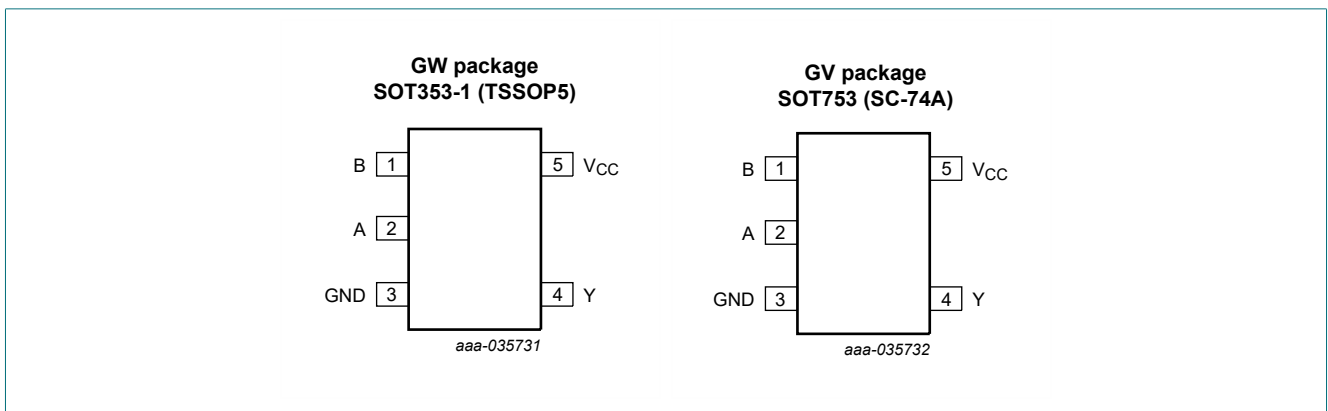 GW package
SOT353-1 (TSSOP5)
B 1
5 VCC
A 2
GND 3
4 Y
aaa-035731
GV package
SOT753 (SC-74A)
B 1
5 VCC
A 2
GND 3
4 Y
aaa-035732